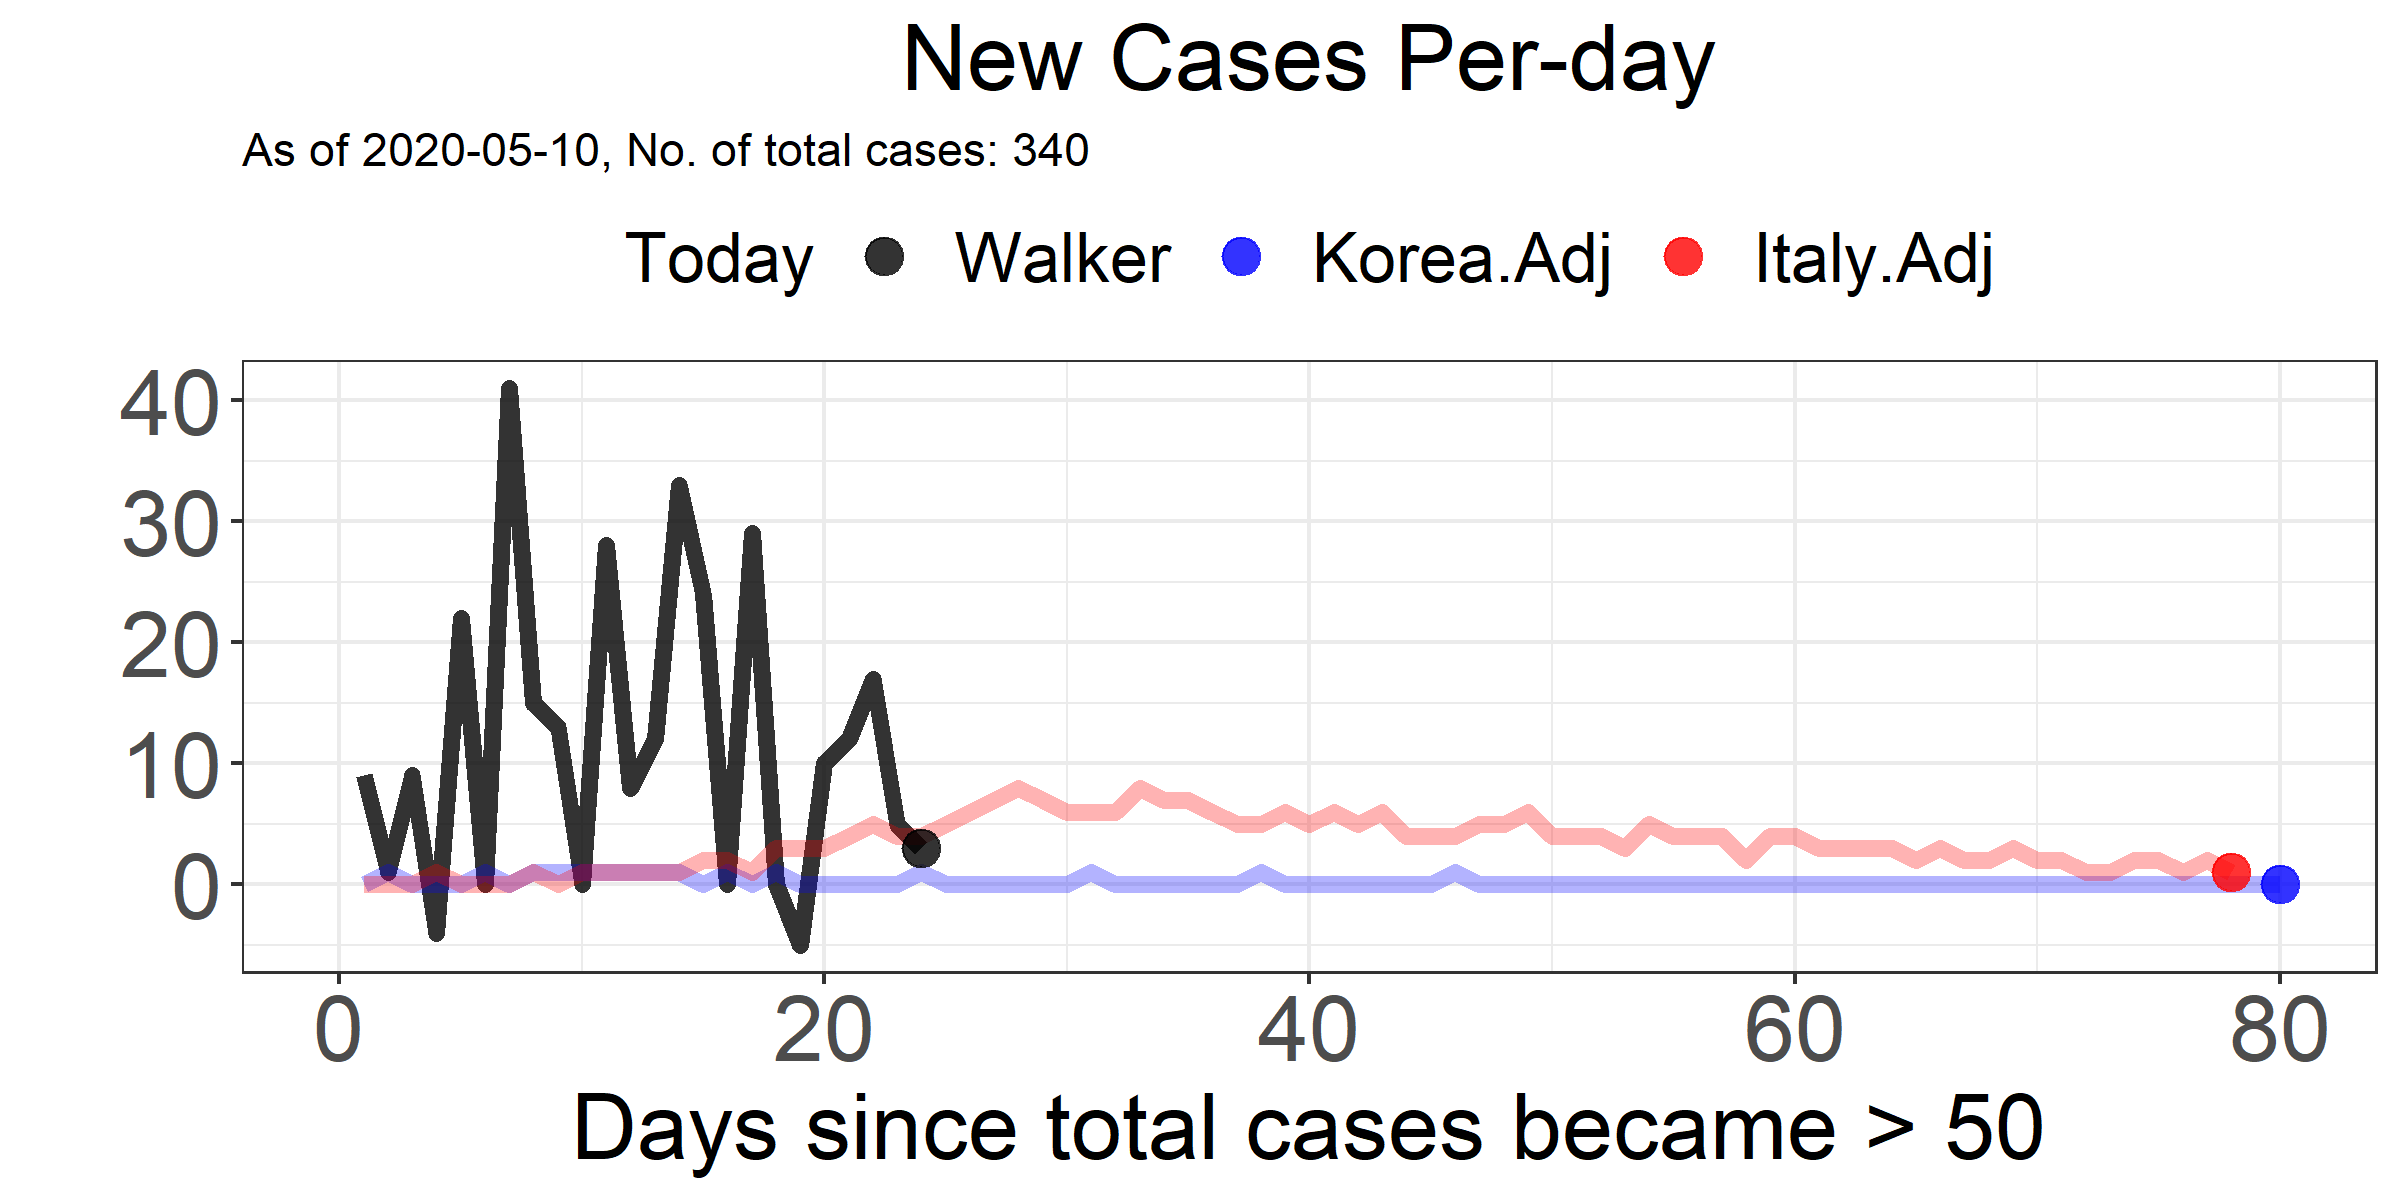 New Cases Per-day
As of 2020-05-10, No. of total cases: 340
Today Walker Korea.Adj Italy.Adj
40
30
20
10
0
0 20 40 60 80
Days since total cases became > 50